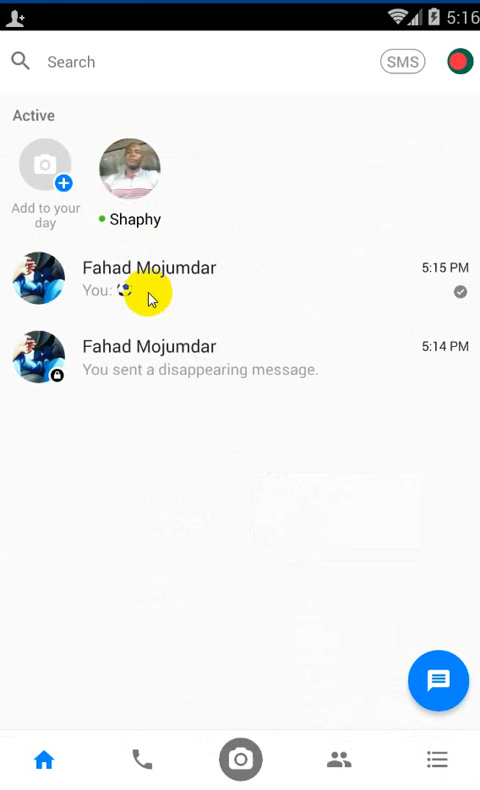 5:16
Search
SMS
Active
Add to your
day
Shaphy
Fahad Mojumdar
5:15 PM
You:
Fahad Mojumdar
5:14 PM
You sent a disappearing message.